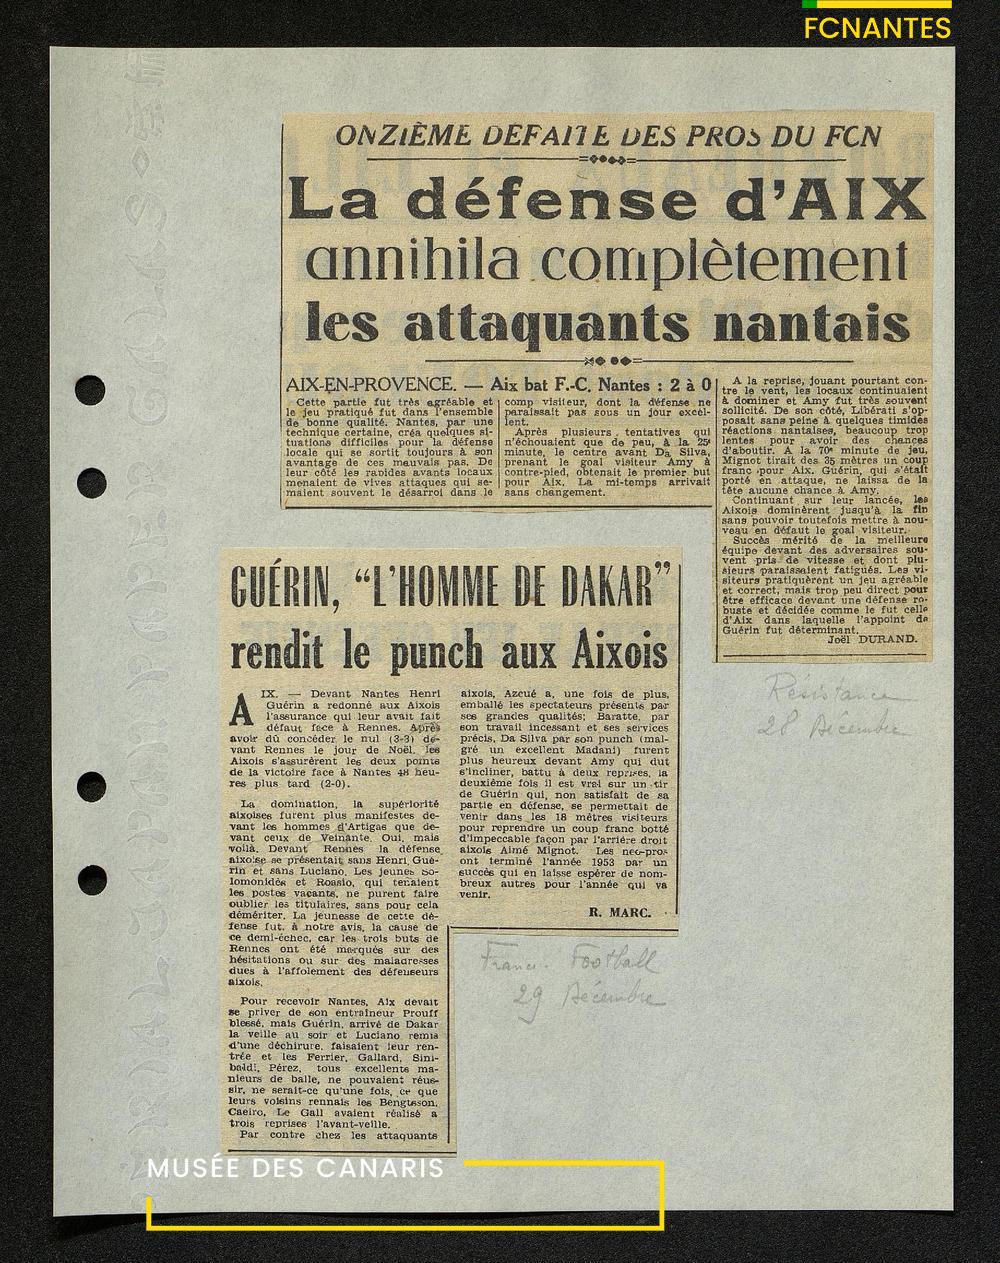 FCNANTES
ONZIÈME DÉFAITE DES PROS DU FCN
La défense d'AIX
annihila complètement
les attaquants nantais
AIX-EN-PROVENCE. — Aix bat F.-C. Nantes : 2 à 0
Cette partie fut très agréable et
le jeu pratiqué fut dans l'ensemble
de bonne qualité. Nantes, par une
technique certaine, créa quelques si-
tuations difficiles pour la défense
locale qui se sortit toujours à son
avantage de ces mauvais pas. De
leur côté les rapides avants locaux
menaient de vives attaques qui se-
maient souvent le désarroi dans le
comp visiteur, dont la défense ne
paraissait pas sous un jour excel-
lent.
Après plusieurs tentatives qui
n'échouaient que de peu, à la 25e
minute, le centre avant Da Silva,
prenant le goal visiteur Amy à
contre-pied, obtenait le premier but
pour Aix. La mi-temps arrivait
sans changement.
A la reprise, jouant pourtant con-
tre le vent, les locaux continuaient
à dominer et Amy fut très souvent
sollicité. De son côté, Libérati s'op-
posait sans peine à quelques timides
réactions nantaises, beaucoup trop
lentes pour avoir des chances
d'aboutir. A la 70e minute de jeu,
Mignot tirait des 35 mètres un coup
franc pour Aix. Guérin, qui s'était
porté en attaque, ne laissa de la
tête aucune chance à Amy.
Continuant sur leur lancée, les
Aixois dominèrent jusqu'à la fin
sans pouvoir toutefois mettre à nou-
veau en défaut le goal visiteur.
Succès mérité de la meilleure
équipe devant des adversaires sou-
vent pris de vitesse et dont plu-
sieurs paraissaient fatigués. Les vi-
siteurs pratiquèrent un jeu agréable
et correct, mais trop peu direct pour
être efficace devant une défense ro-
buste et décidée comme le fut celle
d'Aix dans laquelle l'appoint de
Guérin fut déterminant.
Joël DURAND.
Résistance
28 Décembre
GUÉRIN, "L'HOMME DE DAKAR"
rendit le punch aux Aixois
AIX. — Devant Nantes Henri
Guérin a redonné aux Aixois
l'assurance qui leur avait fait
défaut face à Rennes. Après
avoir dû concéder le nul (3-3) de-
vant Rennes le jour de Noël, les
Aixois s'assurèrent les deux points
de la victoire face à Nantes 48 heu-
res plus tard (2-0).
La domination, la supériorité
aixoises furent plus manifestes de-
vant les hommes d'Artigas que de-
vant ceux de Veinante. Oui, mais
voilà. Devant Rennes la défense
aixoise se présentait sans Henri Gué-
rin et sans Luciano. Les jeunes So-
lomonidès et Rossio, qui tenaient
les postes vacants, ne purent faire
oublier les titulaires, sans pour cela
démériter. La jeunesse de cette dé-
fense fut, à notre avis, la cause de
ce demi-échec, car les trois buts de
Rennes ont été marqués sur des
hésitations ou sur des maladresses
dues à l'affolement des défenseurs
aixois.
Pour recevoir Nantes, Aix devait
se priver de son entraîneur Prouff
blessé, mais Guérin, arrivé de Dakar
la veille au soir et Luciano remis
d'une déchirure, faisaient leur ren-
trée et les Ferrier, Gallard, Sini-
baldi, Pérez, tous excellents ma-
nieurs de balle, ne pouvaient réus-
sir, ne serait-ce qu'une fois, ce que
leurs voisins rennais les Bengtsson,
Caeiro, Le Gall avaient réalisé à
trois reprises l'avant-veille.
Par contre chez les attaquants
aixois, Azcué a, une fois de plus,
emballé les spectateurs présents par
ses grandes qualités; Baratte, par
son travail incessant et ses services
précis, Da Silva par son punch (mal-
gré un excellent Madani) furent
plus heureux devant Amy qui dut
s'incliner, battu à deux reprises, la
deuxième fois il est vrai sur un tir
de Guérin qui, non satisfait de sa
partie en défense, se permettait de
venir dans les 18 mètres visiteurs
pour reprendre un coup franc botté
d'impeccable façon par l'arrière droit
aixois Aimé Mignot. Les neo-pros
ont terminé l'année 1953 par un
succès qui en laisse espérer de nom-
breux autres pour l'année qui va
venir.
R. MARC.
France Football
29 Décembre
MUSÉE DES CANARIS